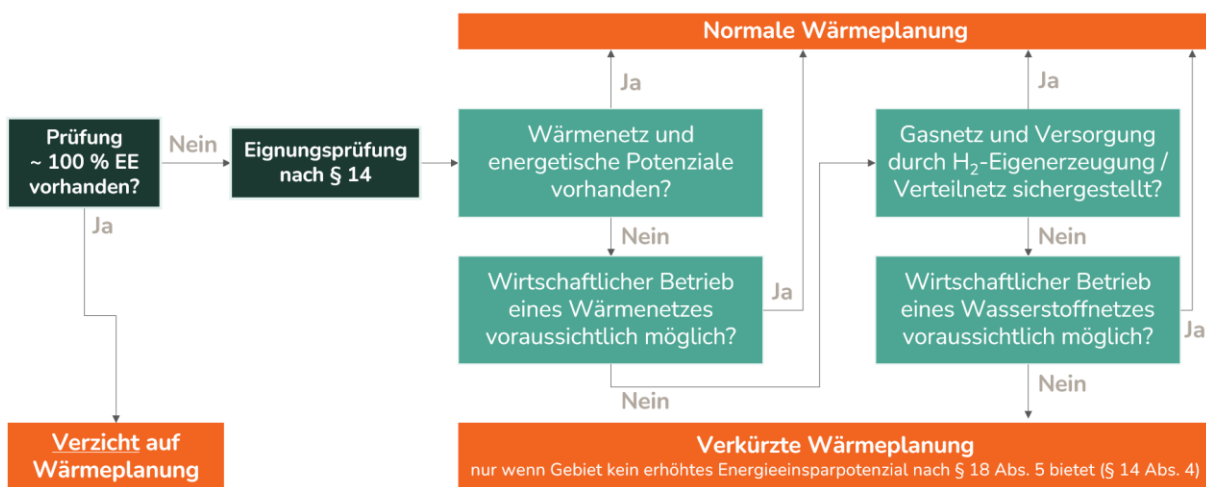 Normale Wärmeplanung
Ja
Ja
Prüfung
~ 100 % EE
vorhanden?
Nein
Eignungsprüfung
nach § 14
Wärmenetz und
energetische Potenziale
vorhanden?
Gasnetz und Versorgung
durch H₂-Eigenerzeugung /
Verteilnetz sichergestellt?
Ja
Nein
Nein
Wirtschaftlicher Betrieb
eines Wärmenetzes
voraussichtlich möglich?
Ja
Wirtschaftlicher Betrieb
eines Wasserstoffnetzes
voraussichtlich möglich?
Ja
Nein
Nein
Verzicht auf
Wärmeplanung
Verkürzte Wärmeplanung
nur wenn Gebiet kein erhöhtes Energieeinsparpotenzial nach § 18 Abs. 5 bietet (§ 14 Abs. 4)